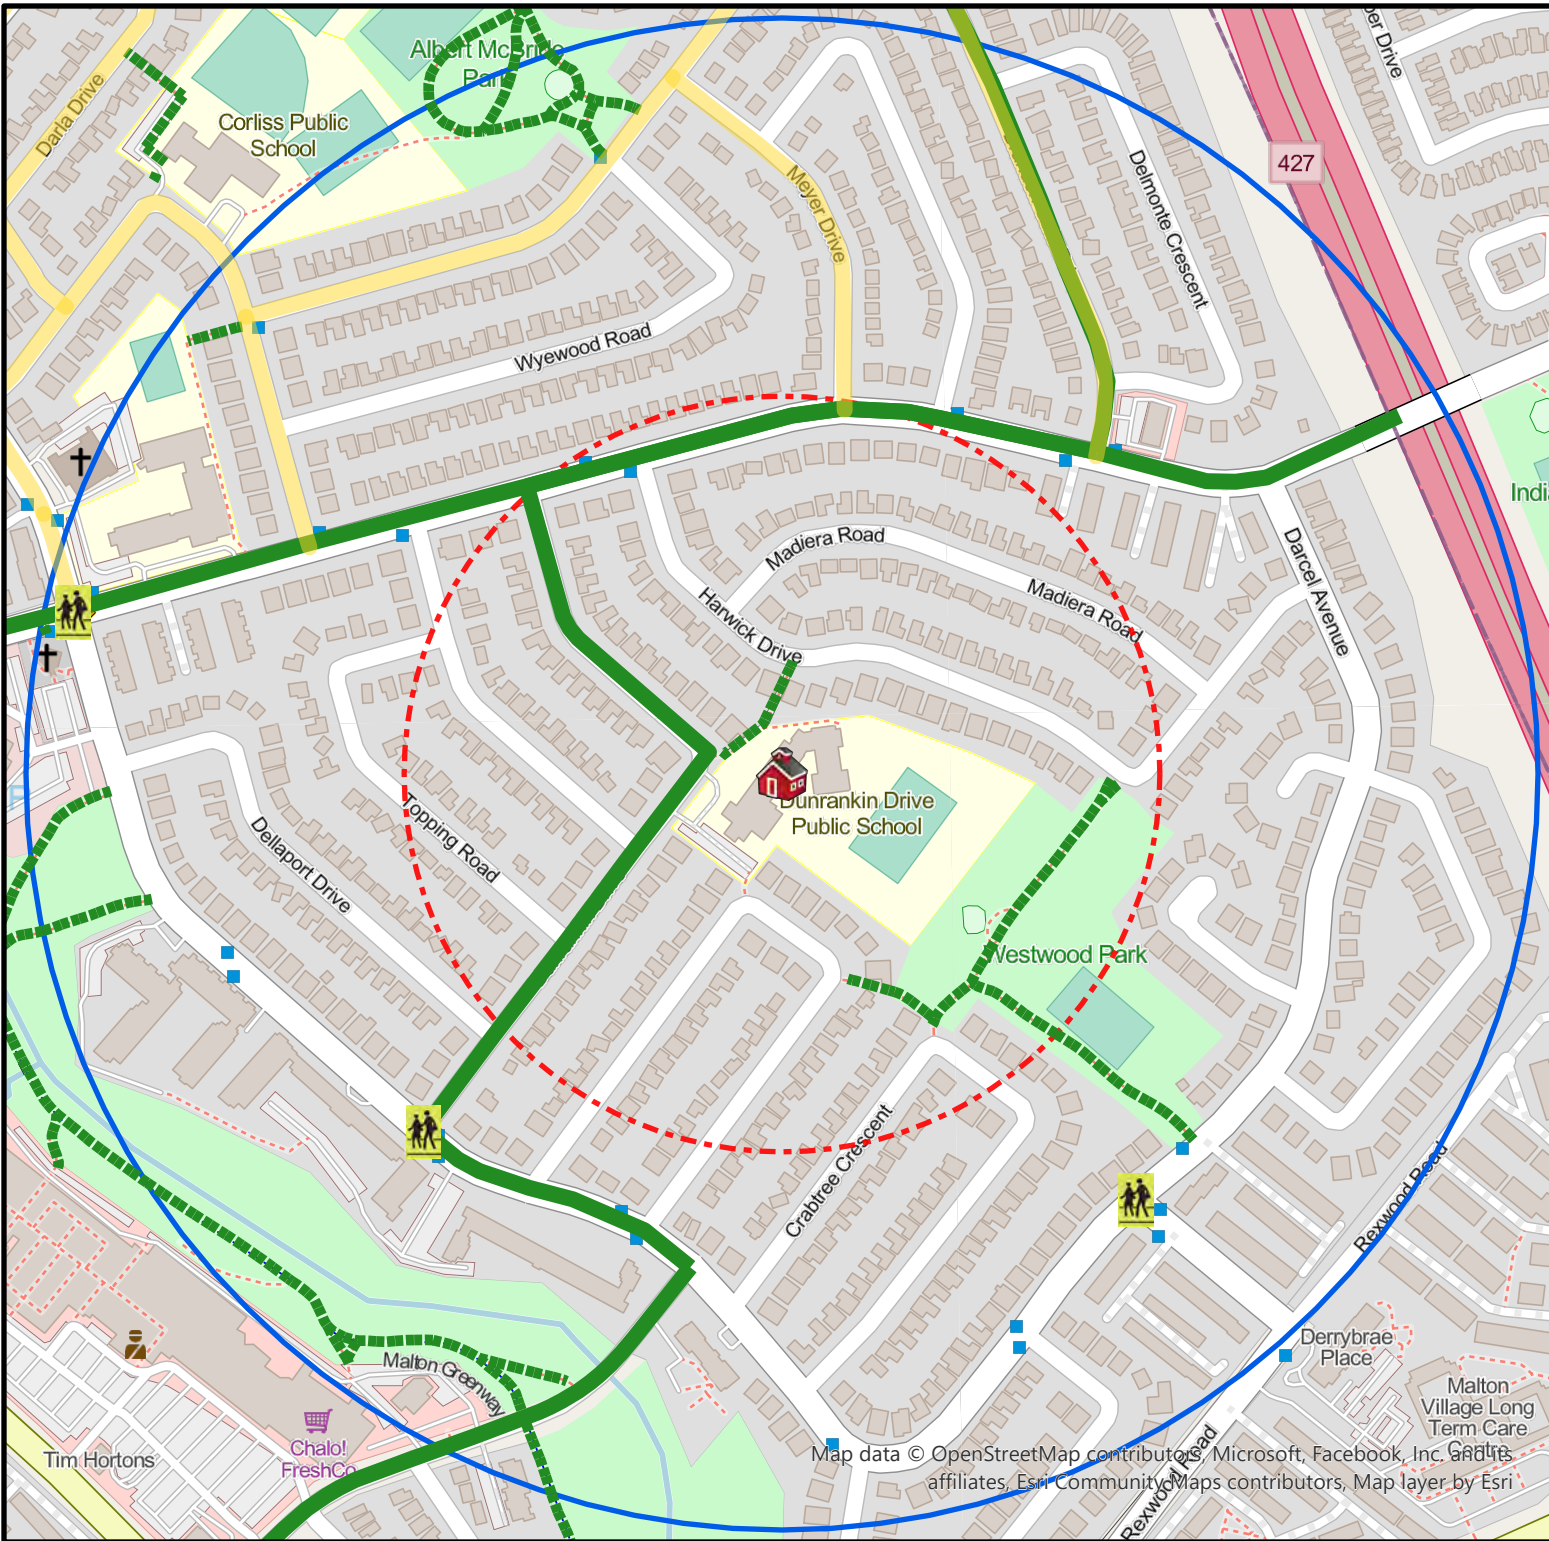 Albert McBride
Park
Corliss Public
School
Darla Drive
Meyer Drive
Delmonte Crescent
427
Wyewood Road
Madiera Road
Madiera Road
Harwick Drive
Darcel Avenue
Dunrankin Drive
Public School
Topping Road
Dellaport Drive
Westwood Park
Crabtree Crescent
Rexwood Road
Derrybrae
Place
Malton
Village Long
Term Care
Centre
Malton Greenway
Chalo!
FreshCo
Tim Hortons
Rexwood Road
Map data © OpenStreetMap contributors, Microsoft, Facebook, Inc. and its
affiliates, Esri Community Maps contributors, Map layer by Esri